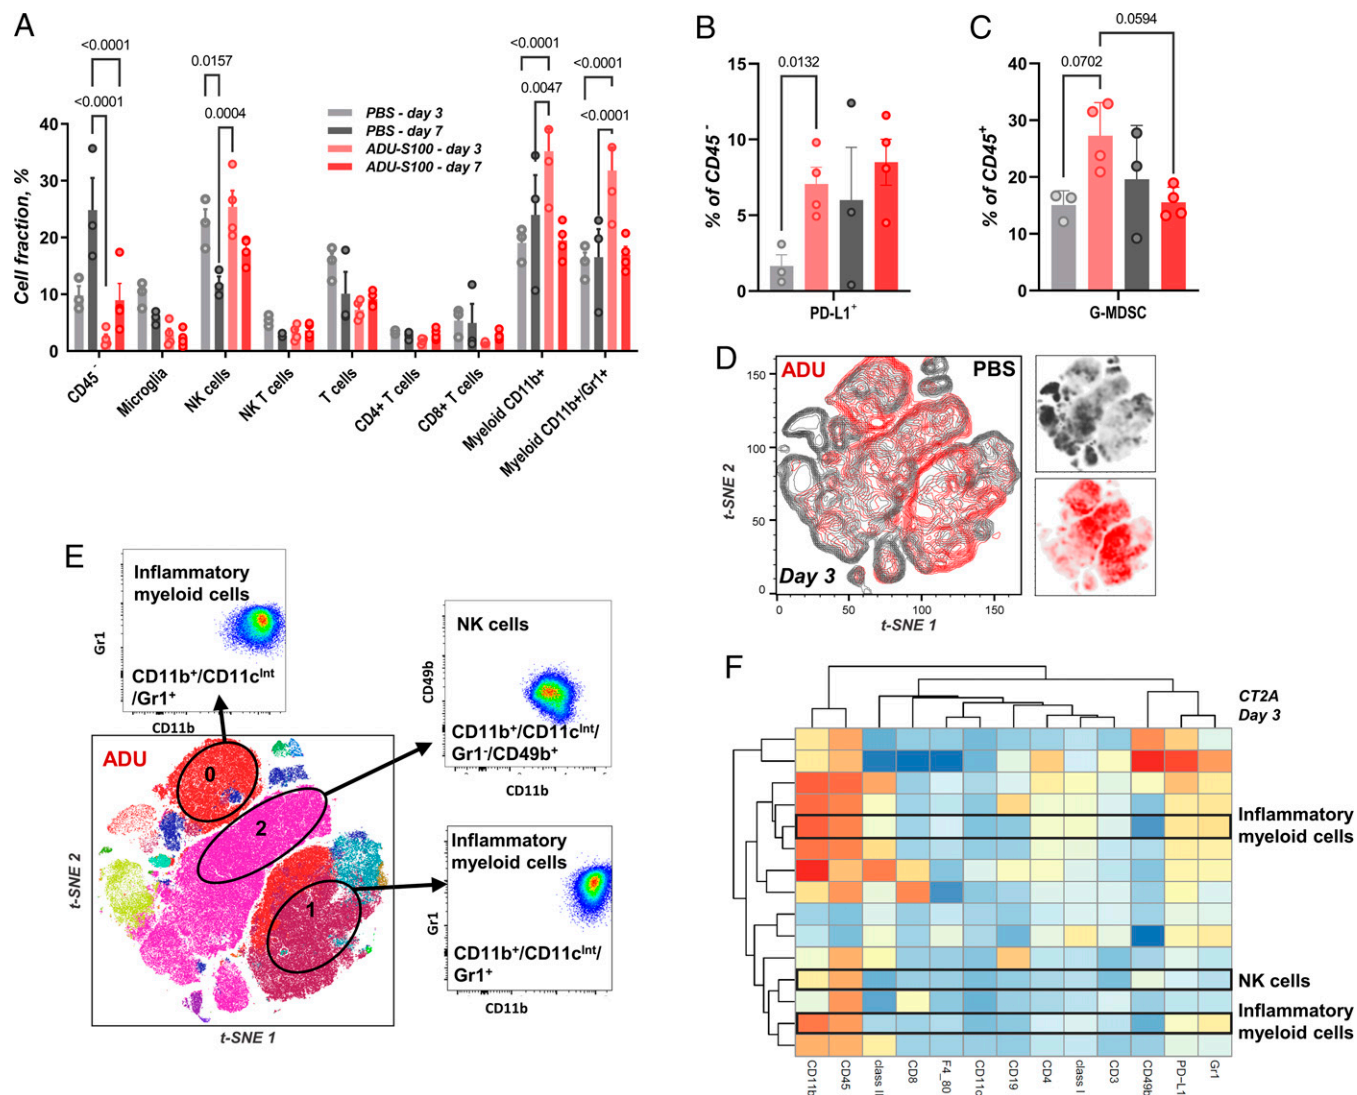 A
<0.0001
<0.0001
0.0157
0.0004
<0.0001
0.0047
<0.0001
<0.0001
PBS - day 3
PBS - day 7
ADU-S100 - day 3
ADU-S100 - day 7
Cell fraction, %
40
30
20
10
0
CD45⁻
Microglia
NK cells
NK T cells
T cells
CD4+ T cells
CD8+ T cells
Myeloid CD11b+
Myeloid CD11b+/Gr1+
B
0.0132
% of CD45⁻
15
10
5
0
PD-L1⁺
C
0.0594
0.0702
% of CD45⁺
40
30
20
10
0
G-MDSC
D
ADU
PBS
Day 3
t-SNE 2
150
100
50
0
0
50
100
150
t-SNE 1
E
Inflammatory
myeloid cells
CD11b⁺/CD11cᴵⁿᵗ
/Gr1⁺
Gr1
CD11b
NK cells
CD11b⁺/CD11cᴵⁿᵗ/
Gr1⁻/CD49b⁺
CD49b
CD11b
Inflammatory
myeloid cells
CD11b⁺/CD11cᴵⁿᵗ/
Gr1⁺
Gr1
CD11b
ADU
0
2
1
t-SNE 2
t-SNE 1
F
CT2A
Day 3
Inflammatory
myeloid cells
NK cells
Inflammatory
myeloid cells
CD11b
CD45
class II
CD8
F4_80
CD11c
CD19
CD4
class I
CD3
CD49b
PD-L1
Gr1